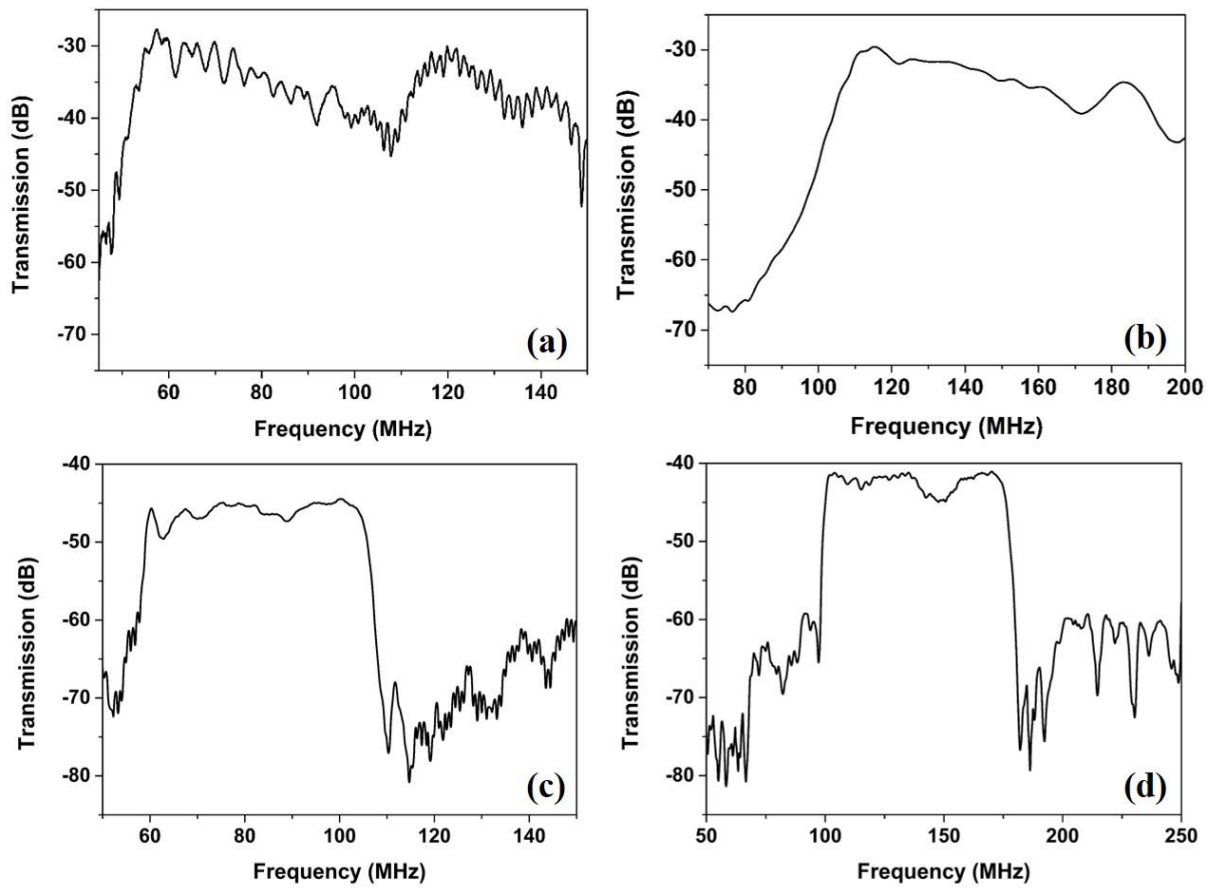 -30
-40
-50
-60
-70
Transmission (dB)
60 80 100 120 140
Frequency (MHz)
(a)
-30
-40
-50
-60
-70
Transmission (dB)
80 100 120 140 160 180 200
Frequency (MHz)
(b)
-40
-50
-60
-70
-80
Transmission (dB)
60 80 100 120 140
Frequency (MHz)
(c)
-40
-50
-60
-70
-80
Transmission (dB)
50 100 150 200 250
Frequency (MHz)
(d)